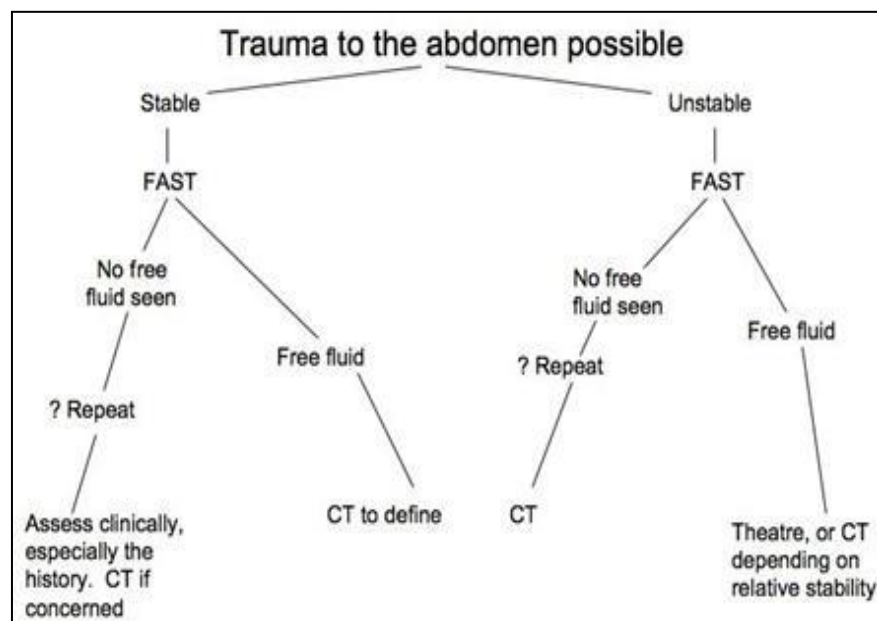 Trauma to the abdomen possible
Stable
Unstable
FAST
FAST
No free
fluid seen
No free
fluid seen
Free fluid
Free fluid
? Repeat
? Repeat
Assess clinically,
especially the
history. CT if
concerned
CT to define
CT
Theatre, or CT
depending on
relative stability